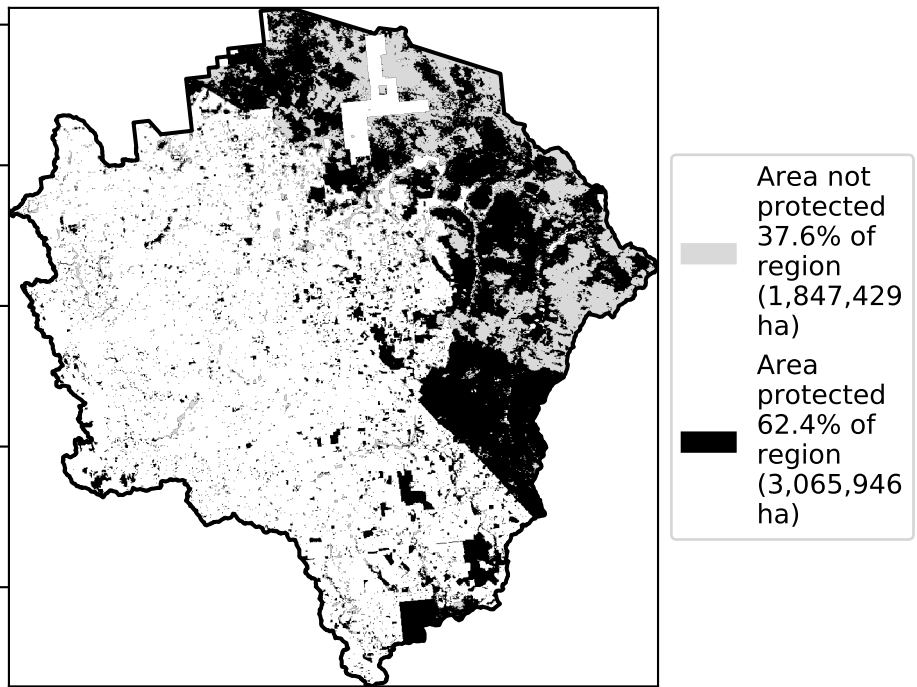 Area not
protected
37.6% of
region
(1,847,429
ha)
Area
protected
62.4% of
region
(3,065,946
ha)